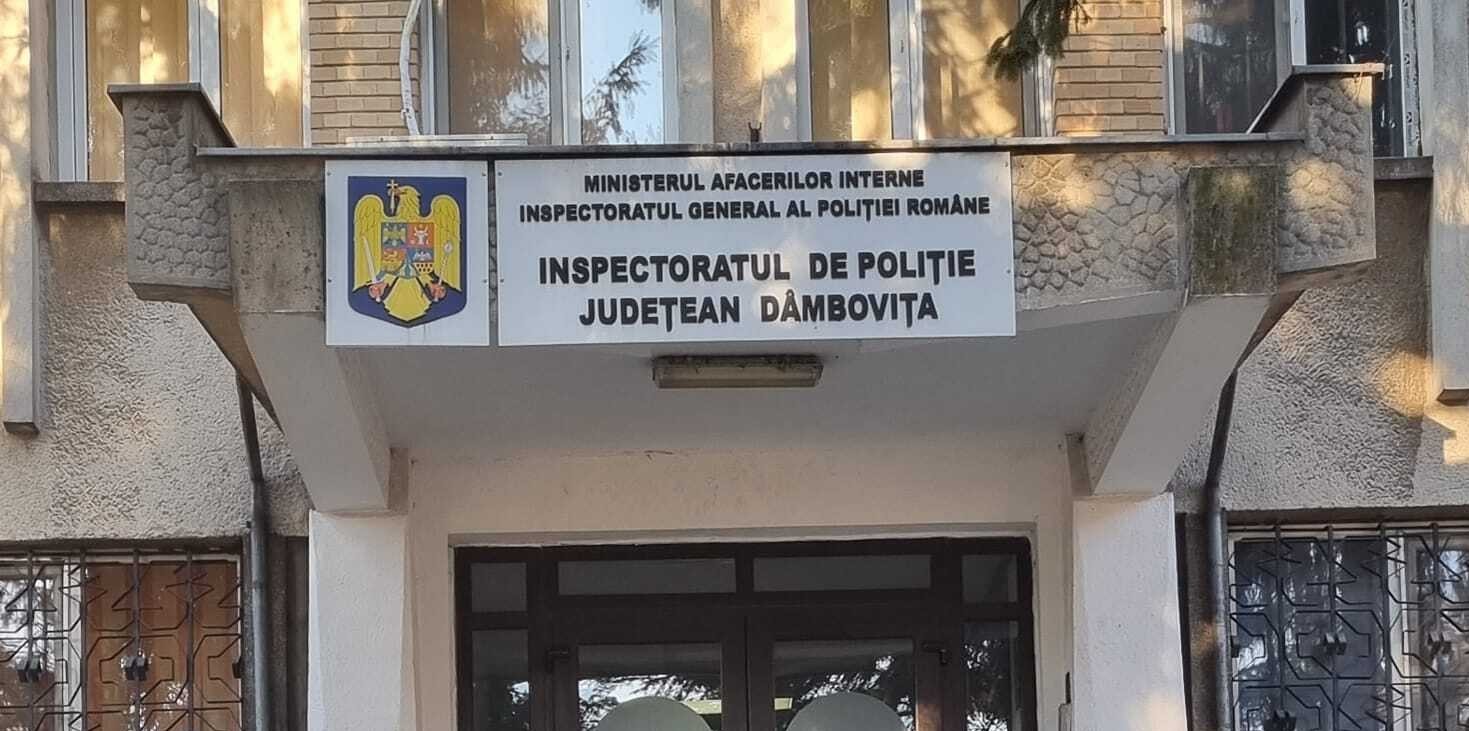 MINISTERUL AFACERILOR INTERNE
INSPECTORATUL GENERAL AL POLIȚIEI ROMÂNE
INSPECTORATUL DE POLIȚIE
JUDEȚEAN DÂMBOVIȚA